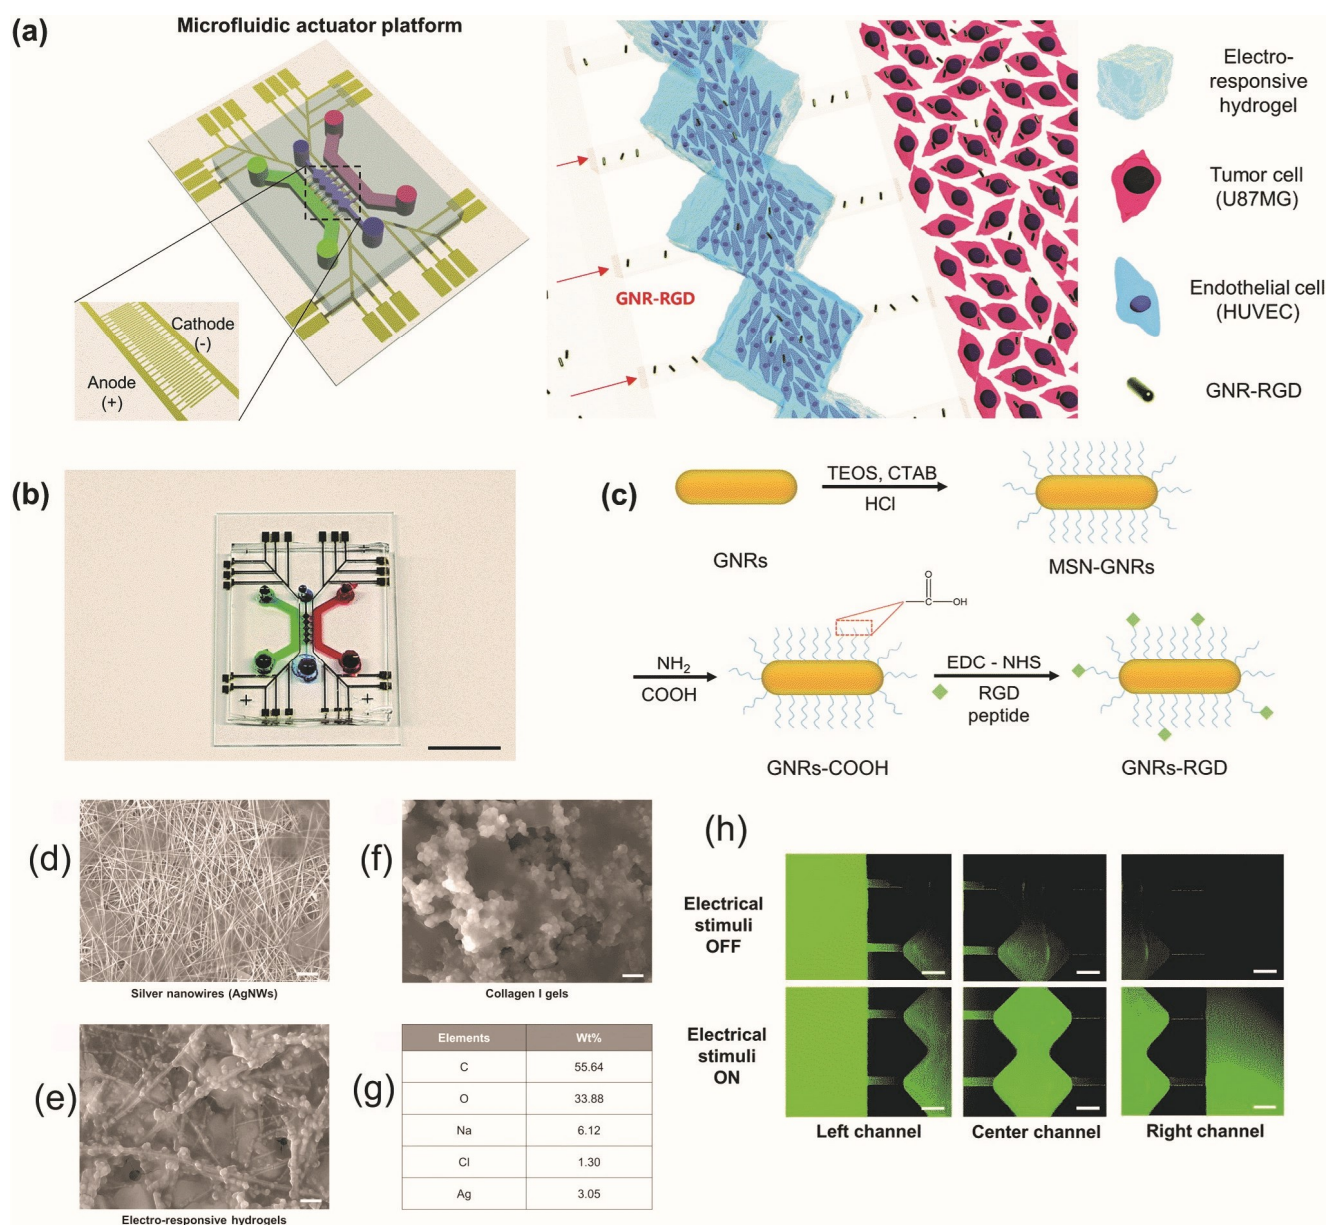 (a)
Microfluidic actuator platform
Cathode
(-)
Anode
(+)
GNR-RGD
Electro-
responsive
hydrogel
Tumor cell
(U87MG)
Endothelial cell
(HUVEC)
GNR-RGD
(b)
(c)
TEOS, CTAB
HCl
GNRs
MSN-GNRs
O
C
OH
NH2
COOH
EDC - NHS
RGD
peptide
GNRs-COOH
GNRs-RGD
(d)
Silver nanowires (AgNWs)
(f)
Collagen I gels
(e)
Electro-responsive hydrogels
(g)
Elements Wt%
C 55.64
O 33.88
Na 6.12
Cl 1.30
Ag 3.05
(h)
Electrical
stimuli
OFF
Electrical
stimuli
ON
Left channel
Center channel
Right channel